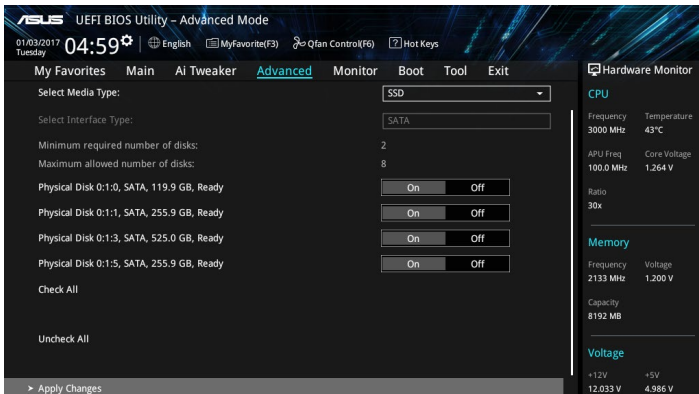 ASUS UEFI BIOS Utility – Advanced Mode
01/03/2017 Tuesday 04:59 English MyFavorite(F3) Qfan Control(F6) ? Hot Keys
My Favorites Main Ai Tweaker Advanced Monitor Boot Tool Exit
Select Media Type: SSD
Select Interface Type: SATA
Minimum required number of disks: 2
Maximum allowed number of disks: 8
Physical Disk 0:1:0, SATA, 119.9 GB, Ready On Off
Physical Disk 0:1:1, SATA, 255.9 GB, Ready On Off
Physical Disk 0:1:3, SATA, 525.0 GB, Ready On Off
Physical Disk 0:1:5, SATA, 255.9 GB, Ready On Off
Check All
Uncheck All
> Apply Changes
Hardware Monitor
CPU
Frequency Temperature
3000 MHz 43°C
APU Freq Core Voltage
100.0 MHz 1.264 V
Ratio
30x
Memory
Frequency Voltage
2133 MHz 1.200 V
Capacity
8192 MB
Voltage
+12V +5V
12.033 V 4.986 V